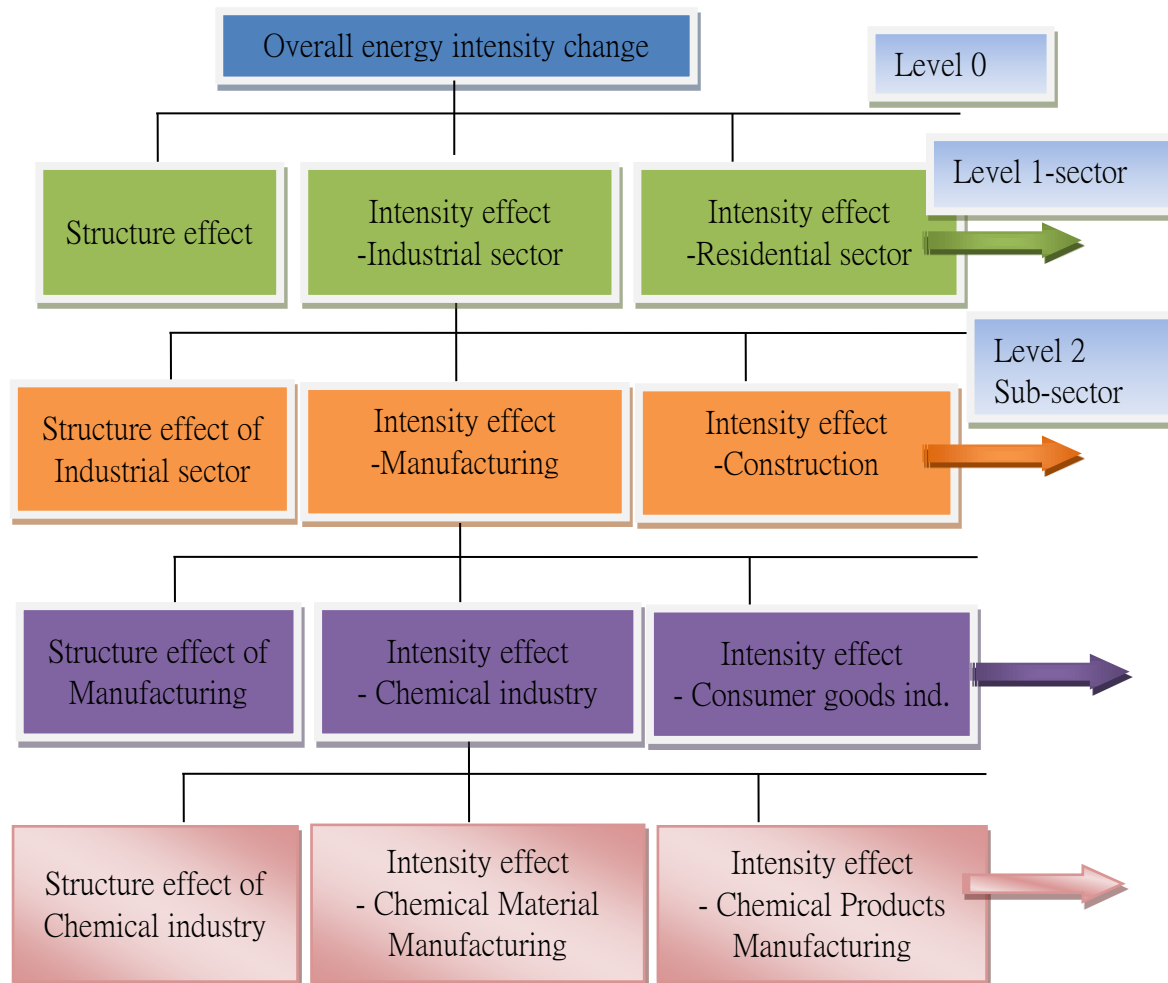 Overall energy intensity change
Level 0
Level 1-sector
Structure effect
Intensity effect
-Industrial sector
Intensity effect
-Residential sector
Level 2
Sub-sector
Structure effect of
Industrial sector
Intensity effect
-Manufacturing
Intensity effect
-Construction
Structure effect of
Manufacturing
Intensity effect
- Chemical industry
Intensity effect
- Consumer goods ind.
Structure effect of
Chemical industry
Intensity effect
- Chemical Material
Manufacturing
Intensity effect
- Chemical Products
Manufacturing